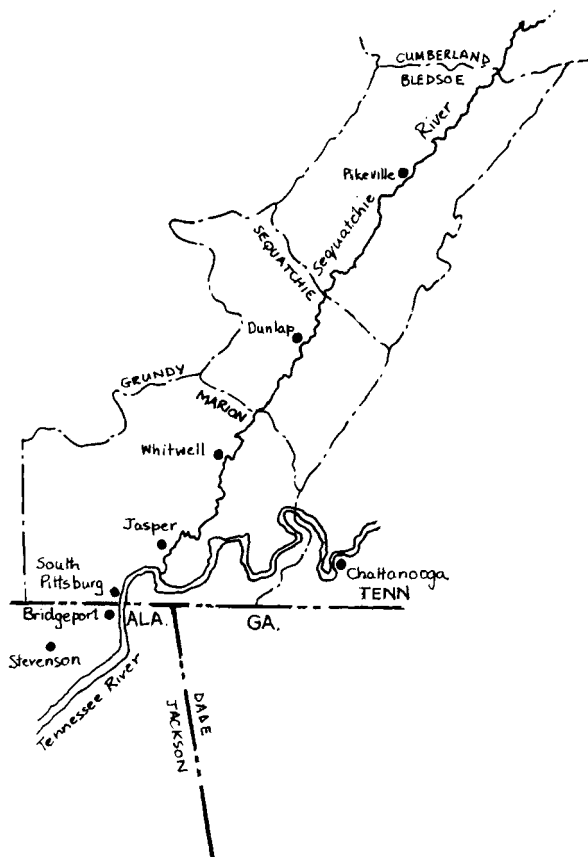 CUMBERLAND
BLEDSOE
River
Pikeville
Sequatchie
SEQUATCHIE
Dunlap
GRUNDY
MARION
Whitwell
Jasper
South
Pittsburg
Chattanooga
TENN
Bridgeport
ALA.
GA.
Stevenson
Tennessee River
DADE
JACKSON